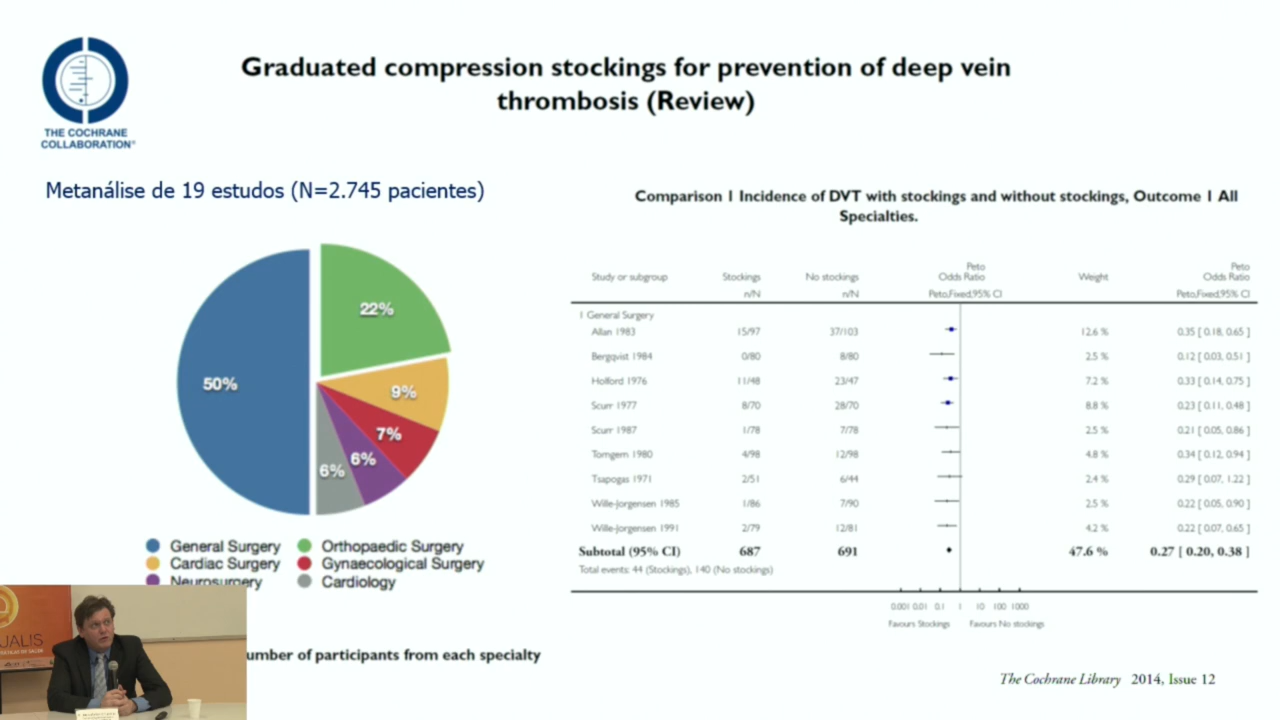 THE COCHRANE
COLLABORATION®
Graduated compression stockings for prevention of deep vein
thrombosis (Review)
Metanálise de 19 estudos (N=2.745 pacientes)
22%
50%
9%
7%
6%
6%
General Surgery
Orthopaedic Surgery
Cardiac Surgery
Gynaecological Surgery
Neurosurgery
Cardiology
umber of participants from each specialty
JALIS
Comparison 1 Incidence of DVT with stockings and without stockings, Outcome 1 All
Specialties.
Study or subgroup Stockings No stockings Peto Odds Ratio Weight Peto Odds Ratio
n/N n/N Peto,Fixed,95% CI Peto,Fixed,95% CI
1 General Surgery
Allan 1983 15/97 37/103 12.6 % 0.35 [ 0.18, 0.65 ]
Bergqvist 1984 0/80 8/80 2.5 % 0.12 [ 0.03, 0.51 ]
Holford 1976 11/48 23/47 7.2 % 0.33 [ 0.14, 0.75 ]
Scurr 1977 8/70 28/70 8.8 % 0.23 [ 0.11, 0.48 ]
Scurr 1987 1/78 7/78 2.5 % 0.21 [ 0.05, 0.86 ]
Torngern 1980 4/98 12/98 4.8 % 0.34 [ 0.12, 0.94 ]
Tsapogas 1971 2/51 6/44 2.4 % 0.29 [ 0.07, 1.22 ]
Wille-Jorgensen 1985 1/86 7/90 2.5 % 0.22 [ 0.05, 0.90 ]
Wille-Jorgensen 1991 2/79 12/81 4.2 % 0.22 [ 0.07, 0.65 ]
Subtotal (95% CI) 687 691 47.6 % 0.27 [ 0.20, 0.38 ]
Total events: 44 (Stockings), 140 (No stockings)
0.001 0.01 0.1 1 10 100 1000
Favours Stockings Favours No stockings
The Cochrane Library 2014, Issue 12